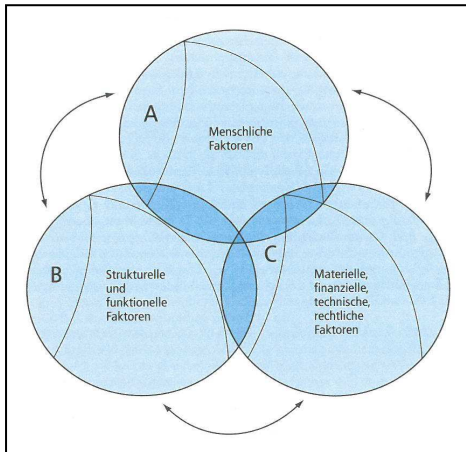 A
Menschliche
Faktoren
B
Strukturelle
und
funktionelle
Faktoren
C
Materielle,
finanzielle,
technische,
rechtliche
Faktoren